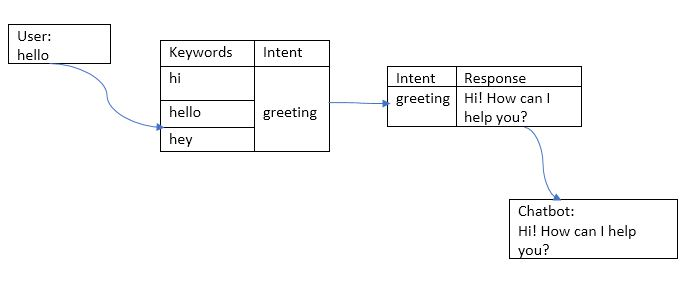 User:
hello
Keywords Intent
hi
hello greeting
hey
Intent Response
greeting Hi! How can I
help you?
Chatbot:
Hi! How can I help
you?